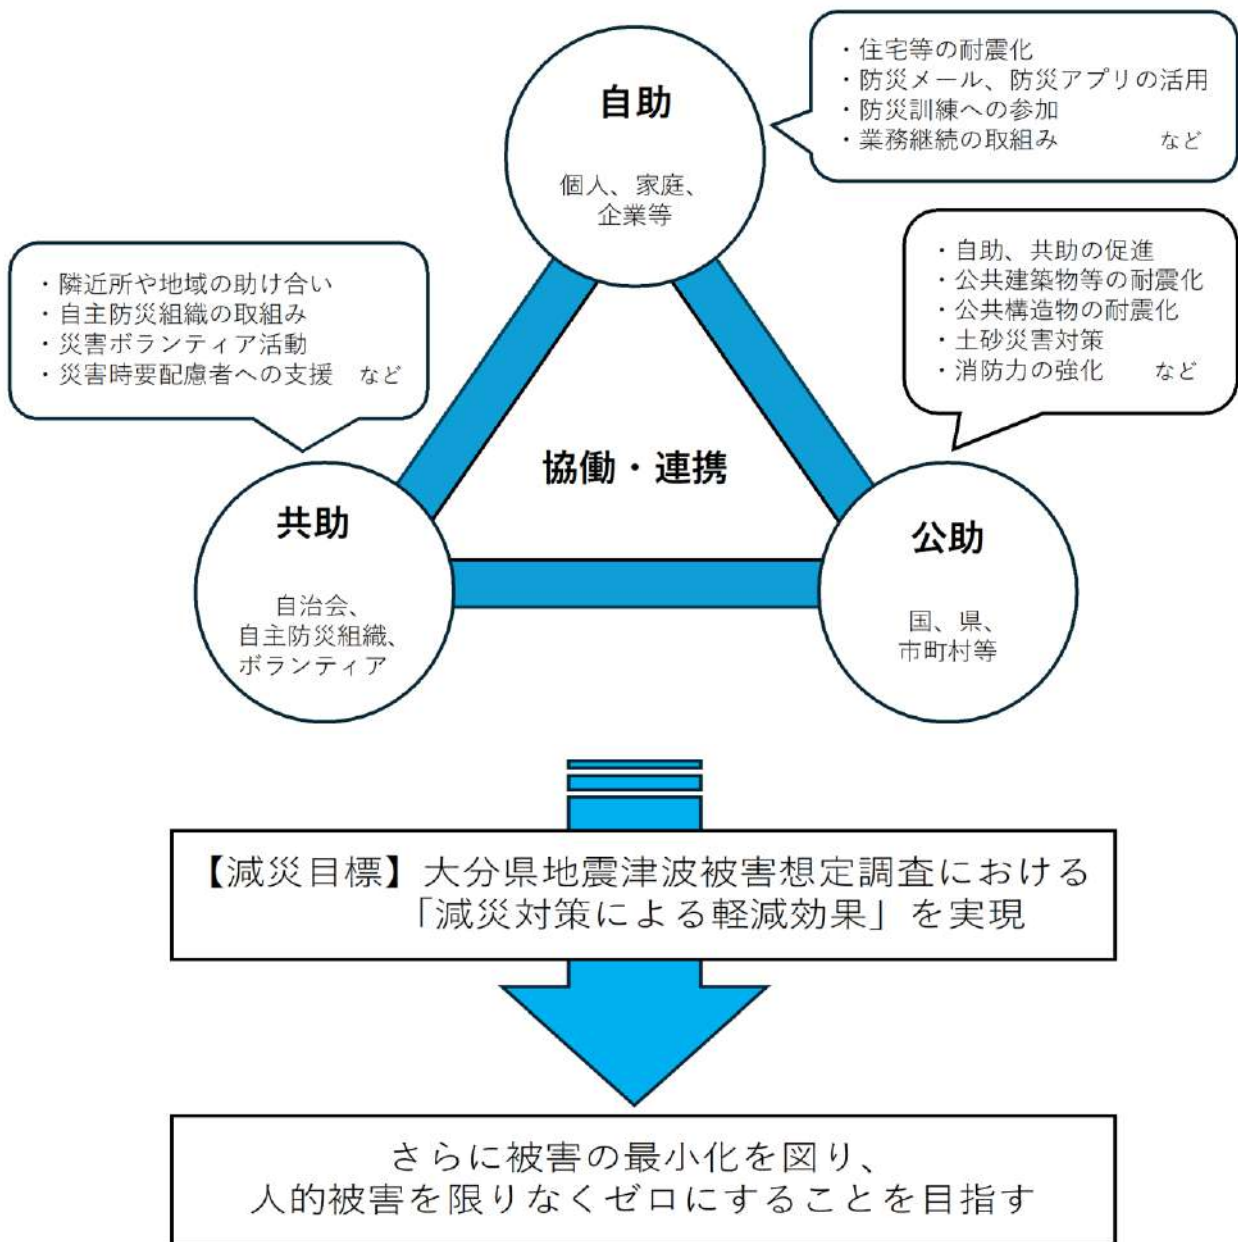 自助
個人、家庭、
企業等
・住宅等の耐震化
・防災メール、防災アプリの活用
・防災訓練への参加
・業務継続の取組み　など
・隣近所や地域の助け合い
・自主防災組織の取組み
・災害ボランティア活動
・災害時要配慮者への支援　など
・自助、共助の促進
・公共建築物等の耐震化
・公共構造物の耐震化
・土砂災害対策
・消防力の強化　など
協働・連携
共助
自治会、
自主防災組織、
ボランティア
公助
国、県、
市町村等
【減災目標】大分県地震津波被害想定調査における
「減災対策による軽減効果」を実現
さらに被害の最小化を図り、
人的被害を限りなくゼロにすることを目指す